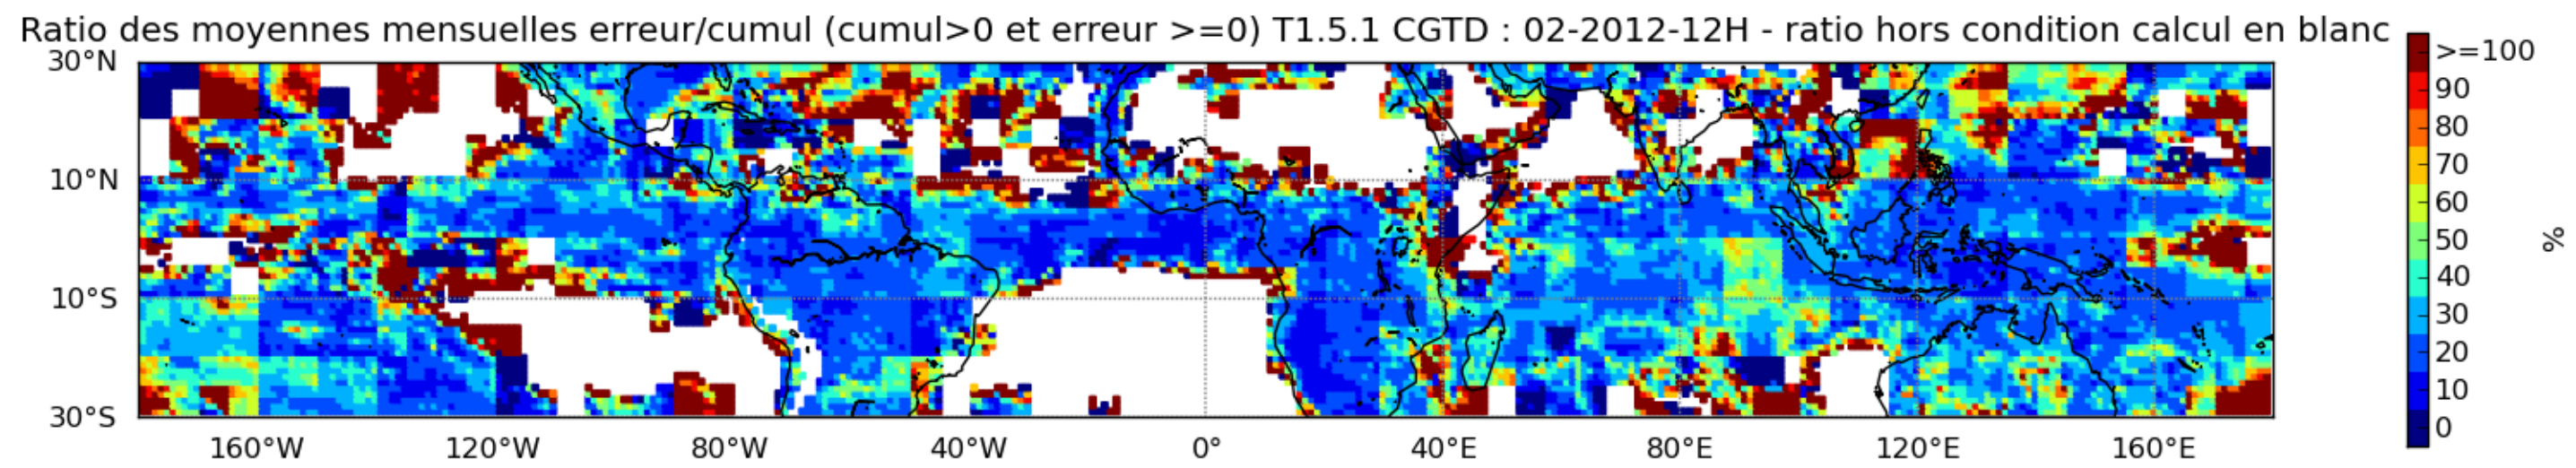 Ratio des moyennes mensuelles erreur/cumul (cumul>0 et erreur >=0) T1.5.1 CGTD : 02-2012-12H - ratio hors condition calcul en blanc
30°N
10°N
10°S
30°S
160°W
120°W
80°W
40°W
0°
40°E
80°E
120°E
160°E
>=100
90
80
70
60
50
40
30
20
10
0
%